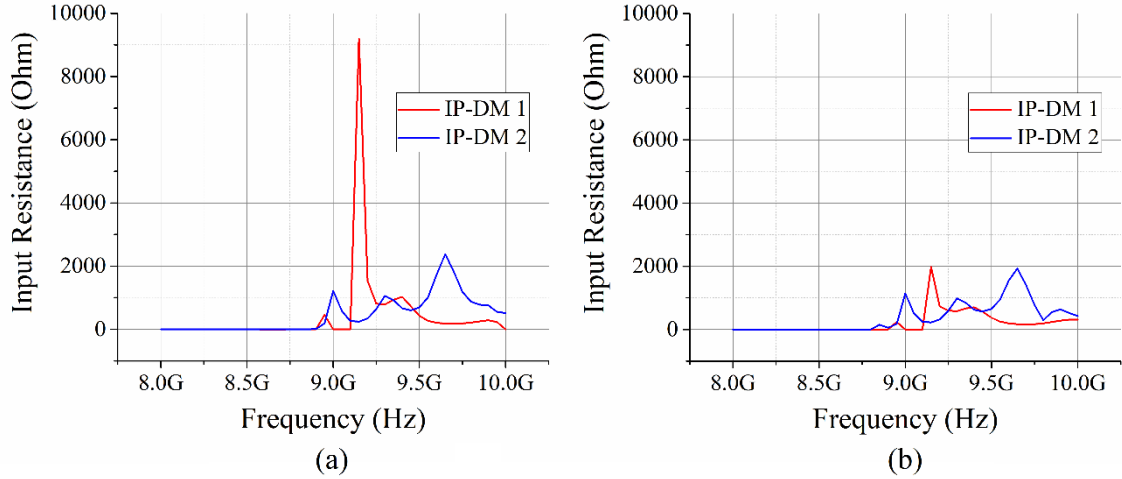 10000
8000
6000
4000
2000
0
Input Resistance (Ohm)
IP-DM 1
IP-DM 2
8.0G 8.5G 9.0G 9.5G 10.0G
Frequency (Hz)
(a)
10000
8000
6000
4000
2000
0
Input Resistance (Ohm)
IP-DM 1
IP-DM 2
8.0G 8.5G 9.0G 9.5G 10.0G
Frequency (Hz)
(b)